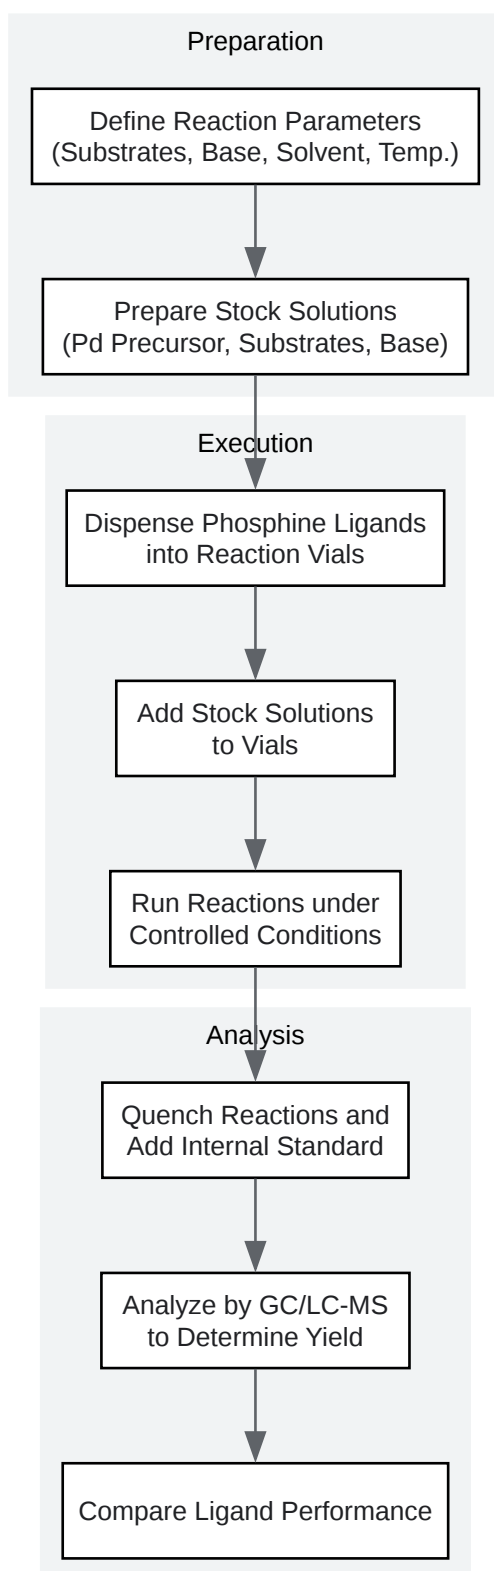 Preparation
Define Reaction Parameters
(Substrates, Base, Solvent, Temp.)
Prepare Stock Solutions
(Pd Precursor, Substrates, Base)
Execution
Dispense Phosphine Ligands
into Reaction Vials
Add Stock Solutions
to Vials
Run Reactions under
Controlled Conditions
Analysis
Quench Reactions and
Add Internal Standard
Analyze by GC/LC-MS
to Determine Yield
Compare Ligand Performance